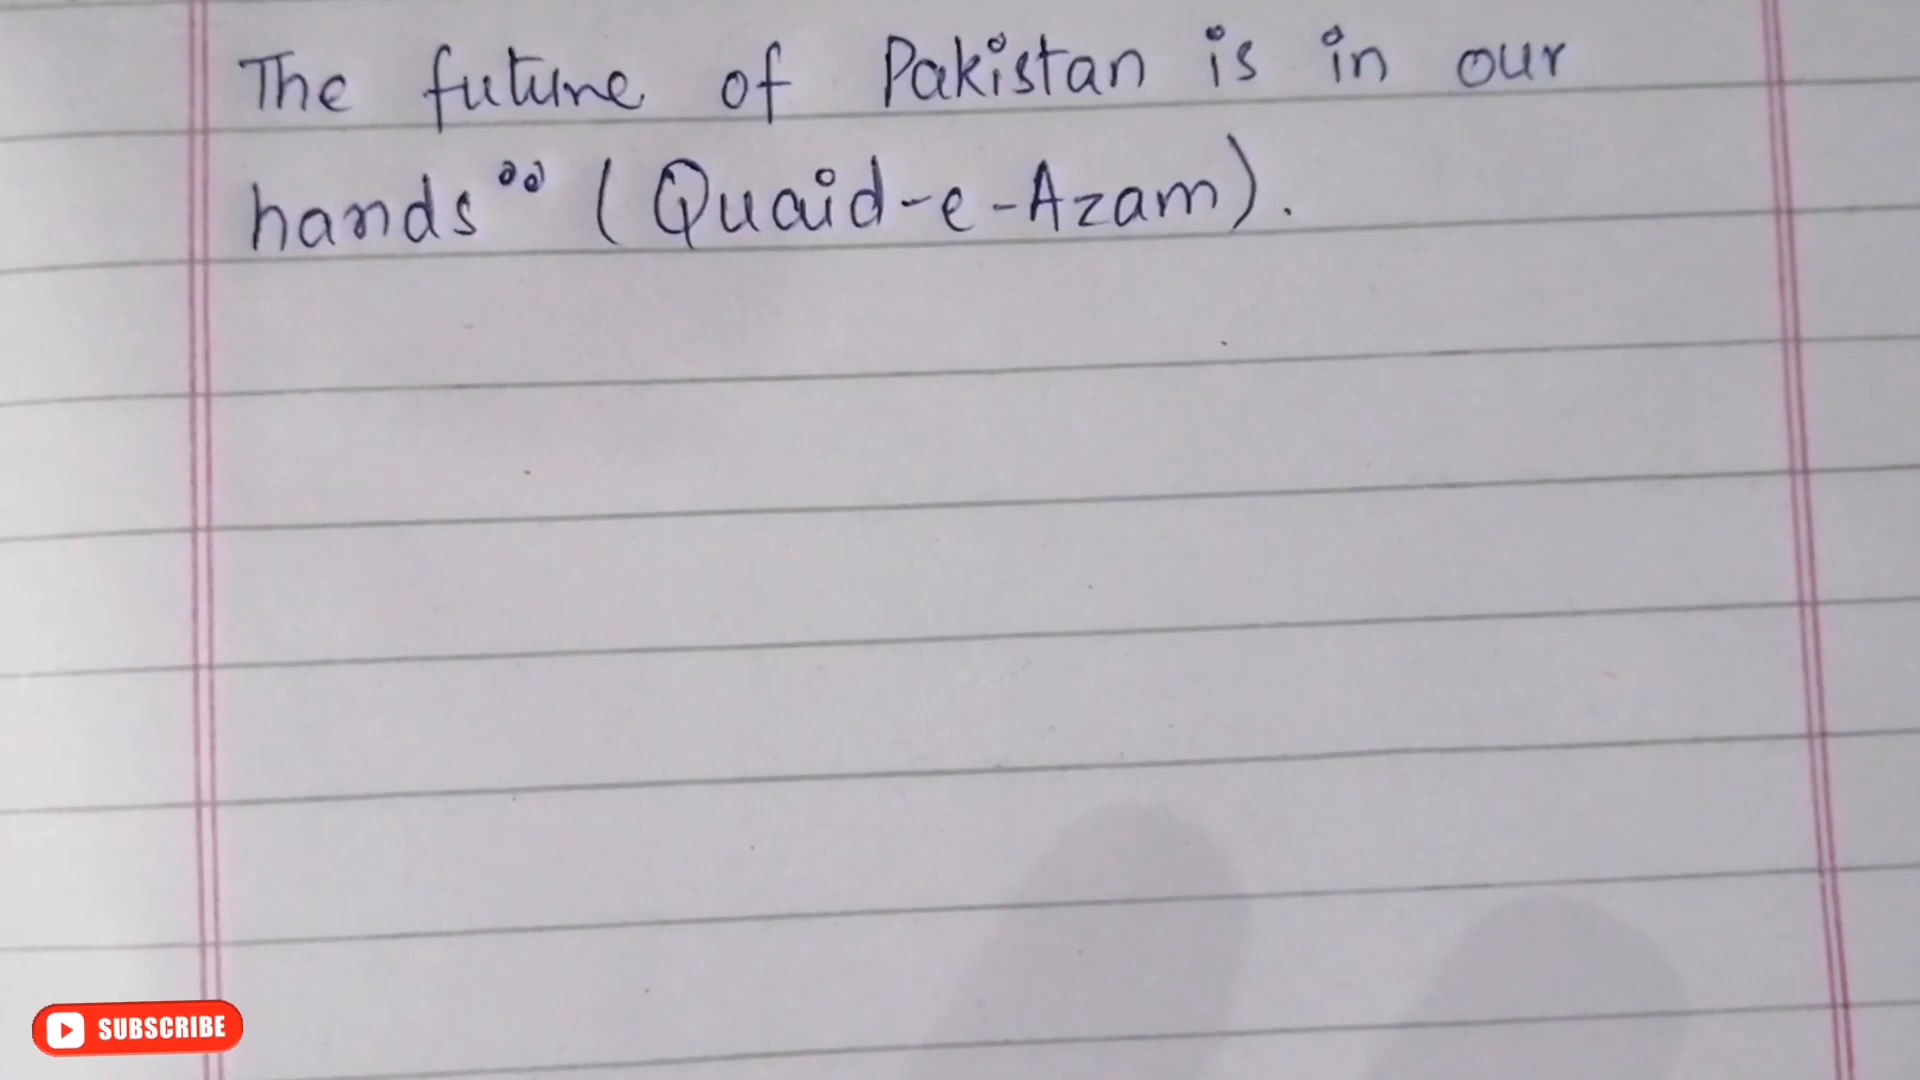 The future of Pakistan is in our
hands" (Quaid-e-Azam).
SUBSCRIBE